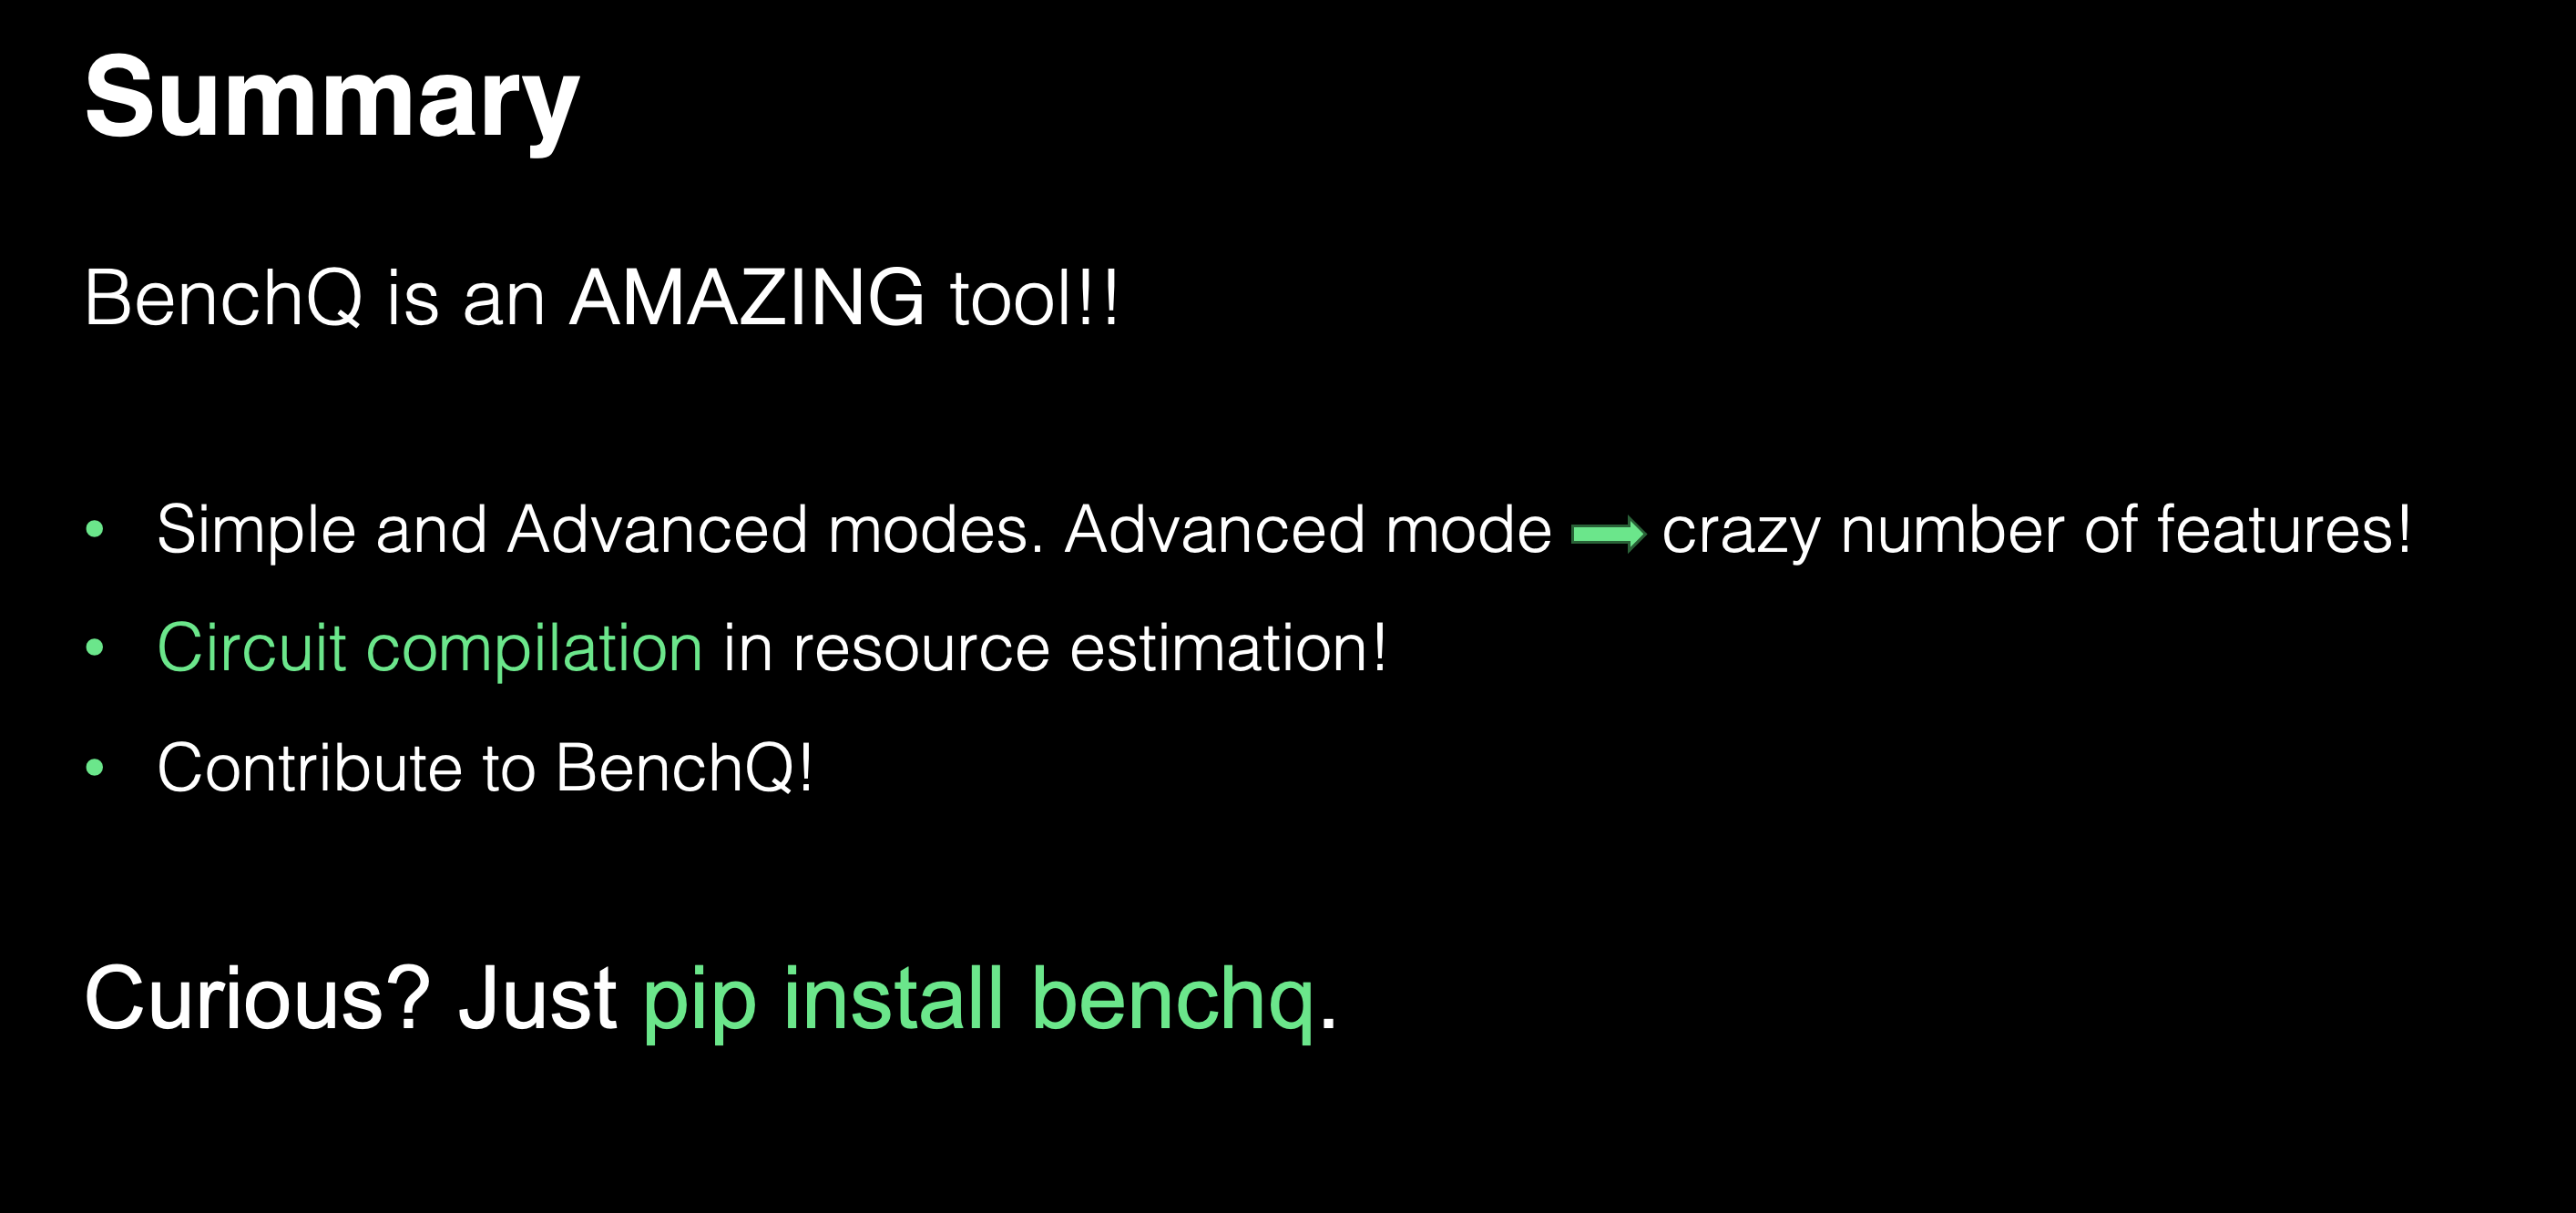 Summary
BenchQ is an AMAZING tool!!
• Simple and Advanced modes. Advanced mode ➡ crazy number of features!
• Circuit compilation in resource estimation!
• Contribute to BenchQ!
Curious? Just pip install benchq.